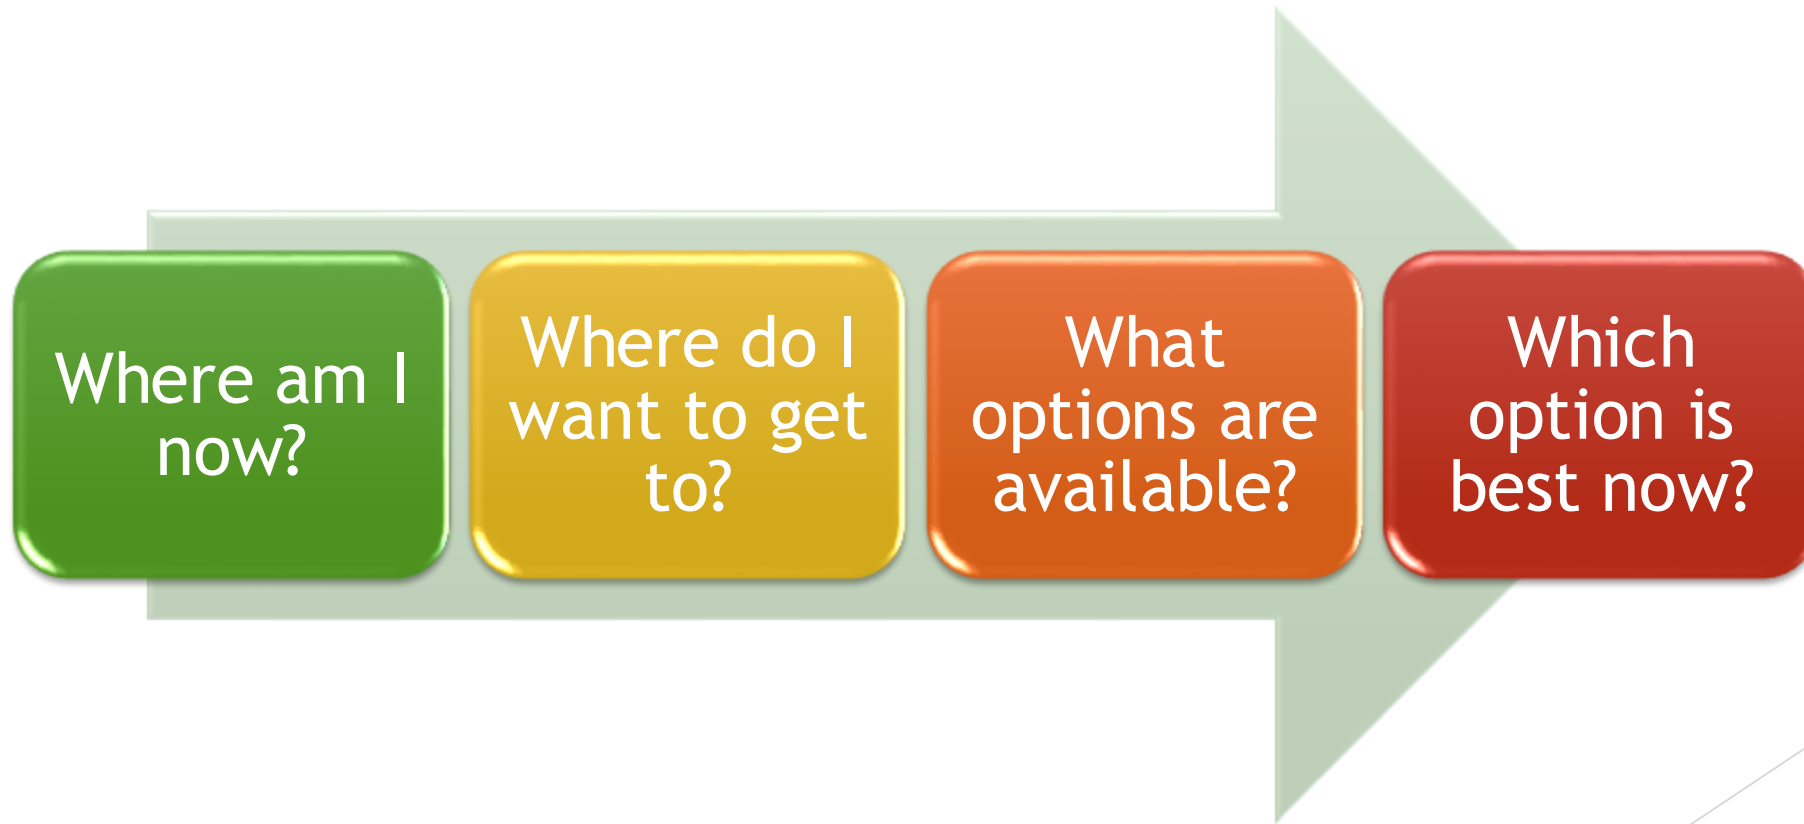 Where am I
now?
Where do I
want to get
to?
What
options are
available?
Which
option is
best now?